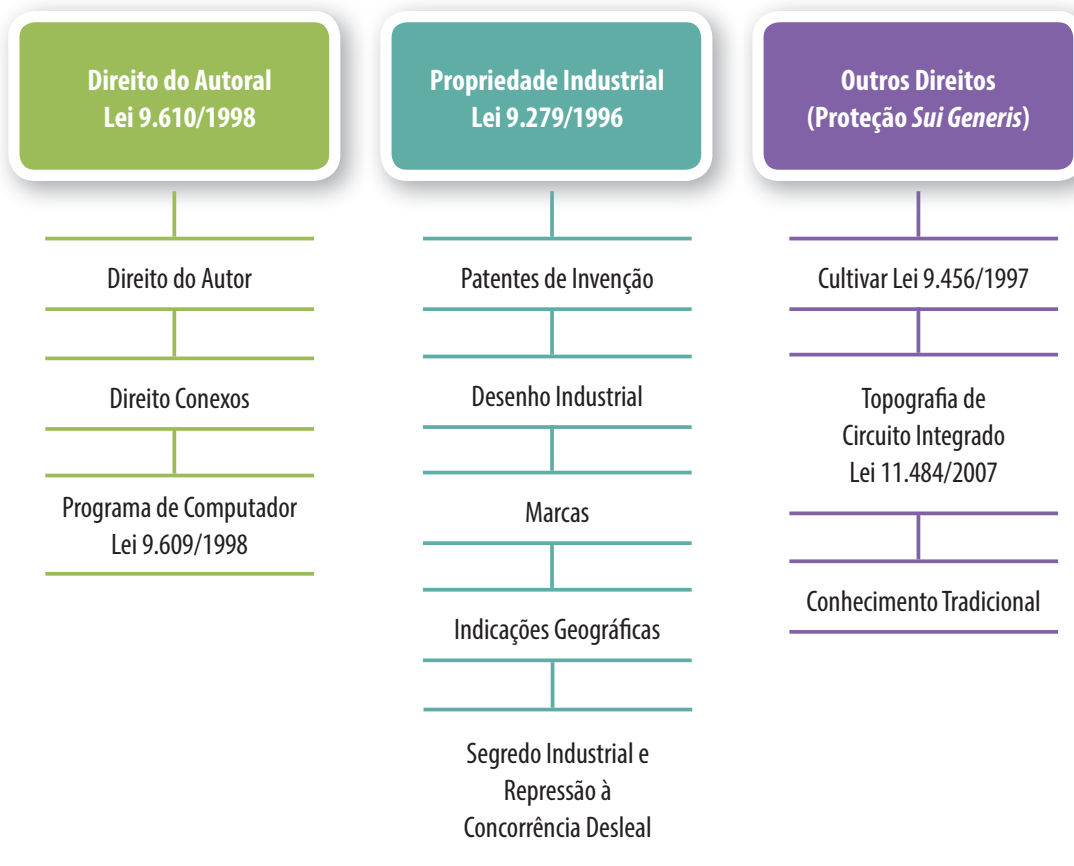 Direito do Autoral
Lei 9.610/1998
Direito do Autor
Direito Conexos
Programa de Computador
Lei 9.609/1998
Propriedade Industrial
Lei 9.279/1996
Patentes de Invenção
Desenho Industrial
Marcas
Indicações Geográficas
Segredo Industrial e
Repressão à
Concorrência Desleal
Outros Direitos
(Proteção Sui Generis)
Cultivar Lei 9.456/1997
Topografia de
Circuito Integrado
Lei 11.484/2007
Conhecimento Tradicional